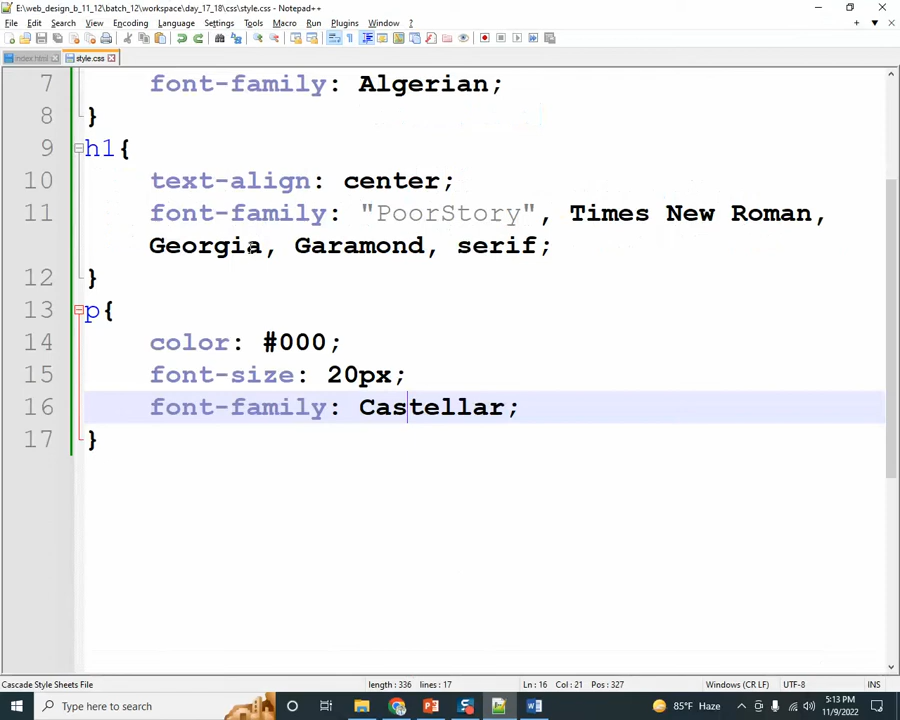 E:\web_design_b_11_12\batch_12\workspace\day_17_18\css\style.css - Notepad++
File Edit Search View Encoding Language Settings Tools Macro Run Plugins Window ?
index.html style.css
7 font-family: Algerian;
8 }
9 h1{
10 text-align: center;
11 font-family: "PoorStory", Times New Roman,
Georgia, Garamond, serif;
12 }
13 p{
14 color: #000;
15 font-size: 20px;
16 font-family: Castellar;
17 }
Cascade Style Sheets File length : 336 lines : 17 Ln : 16 Col : 21 Pos : 327 Windows (CR LF) UTF-8 INS
Type here to search 85°F Haze 5:13 PM
11/9/2022